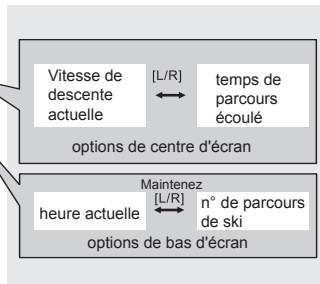 Vitesse de
descente
actuelle
[L/R]
temps de
parcours
écoulé
options de centre d'écran
Maintenez
[L/R]
heure actuelle
n° de parcours
de ski
options de bas d'écran